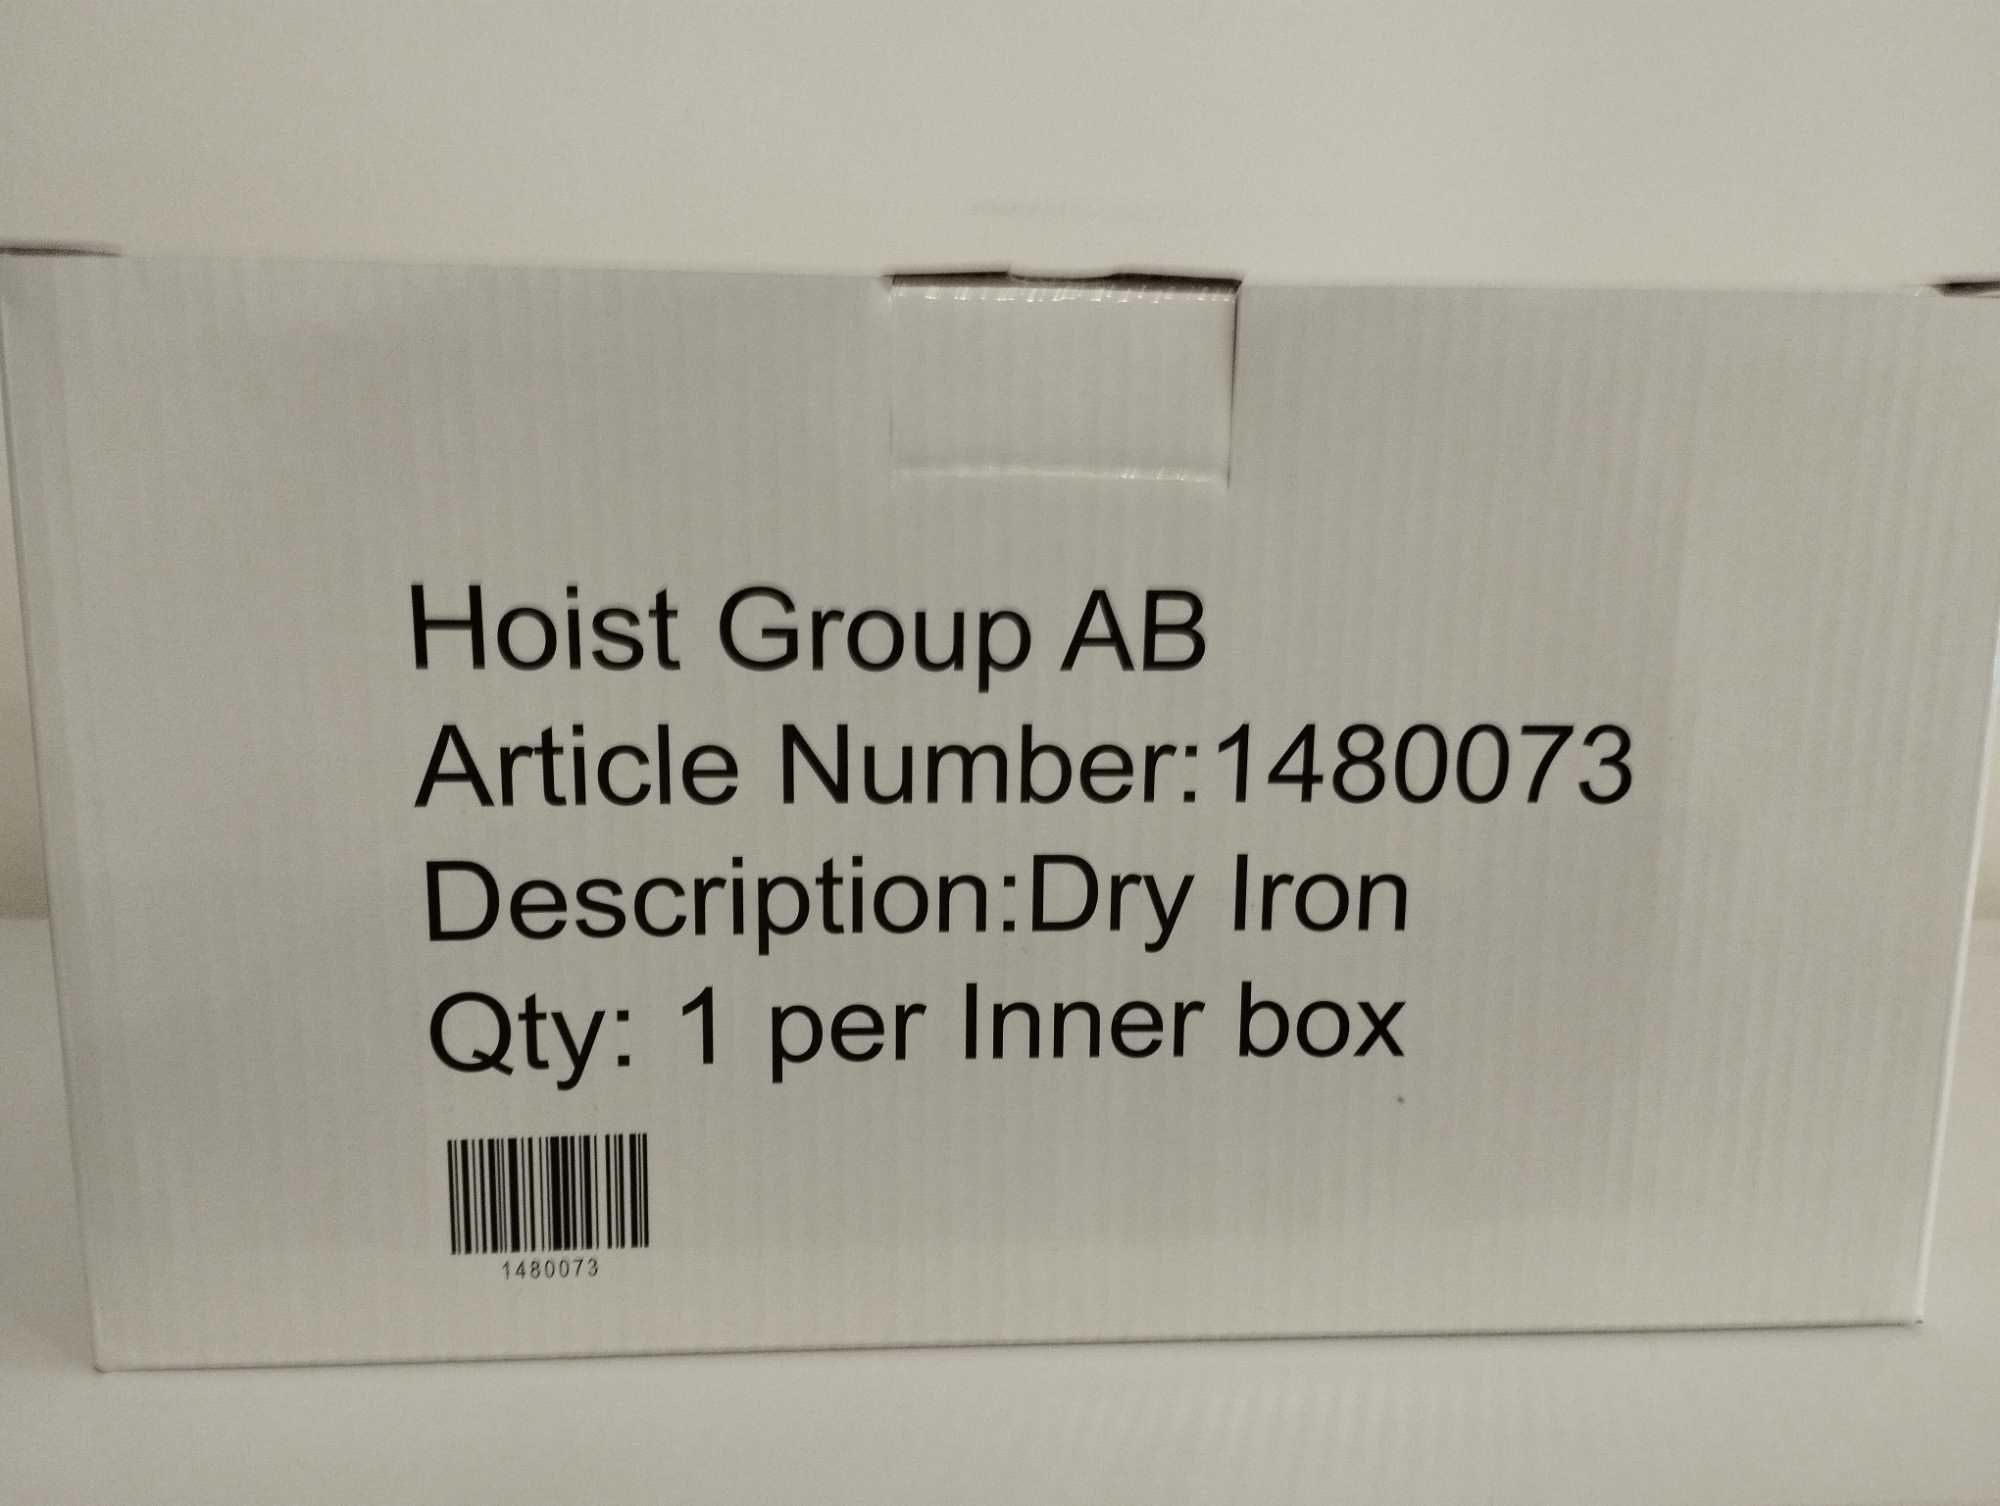 Hoist Group AB
Article Number:1480073
Description:Dry Iron
Qty: 1 per Inner box
1480073